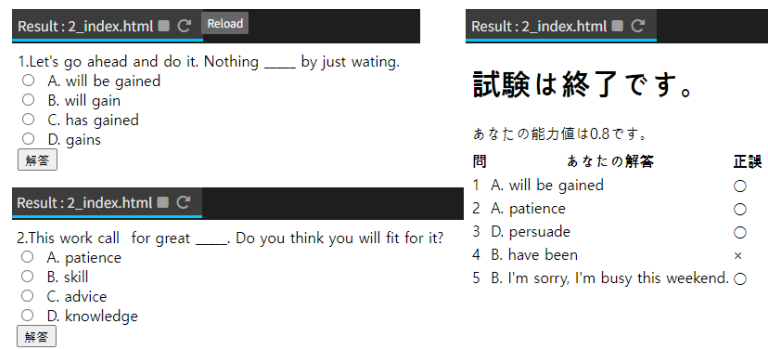 Result : 2_index.html
Reload
1.Let's go ahead and do it. Nothing _____ by just wating.
A. will be gained
B. will gain
C. has gained
D. gains
解答
Result : 2_index.html
2.This work call for great _____. Do you think you will fit for it?
A. patience
B. skill
C. advice
D. knowledge
解答
Result : 2_index.html
試験は終了です。
あなたの能力値は0.8です。
問 あなたの解答 正誤
1 A. will be gained ○
2 A. patience ○
3 D. persuade ○
4 B. have been ×
5 B. I'm sorry, I'm busy this weekend. ○